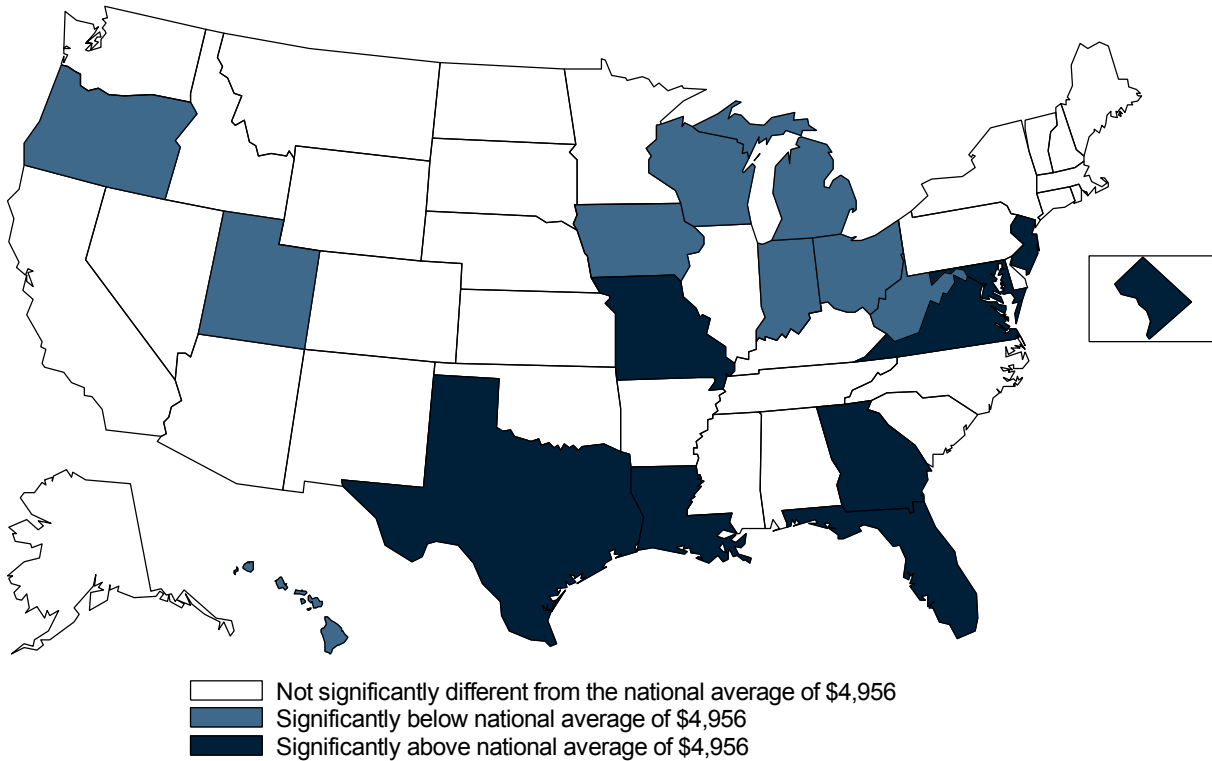 Not significantly different from the national average of $4,956
Significantly below national average of $4,956
Significantly above national average of $4,956